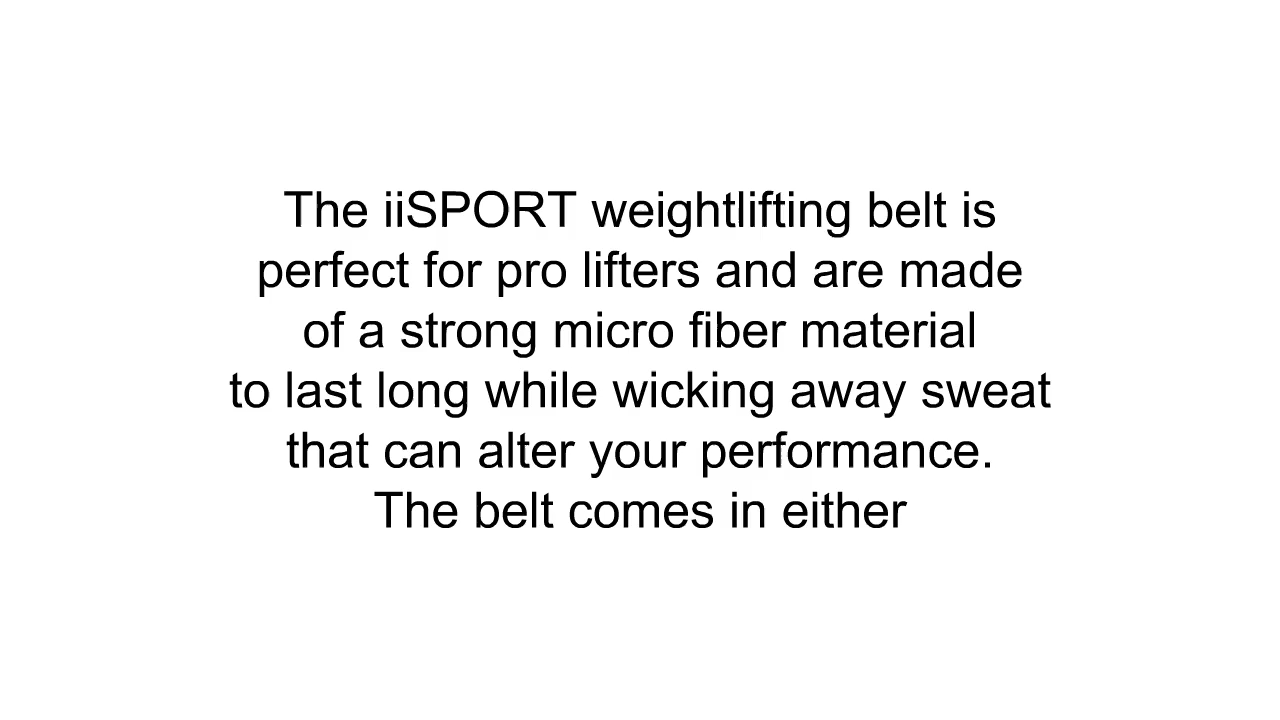 The iiSPORT weightlifting belt is
perfect for pro lifters and are made
of a strong micro fiber material
to last long while wicking away sweat
that can alter your performance.
The belt comes in either